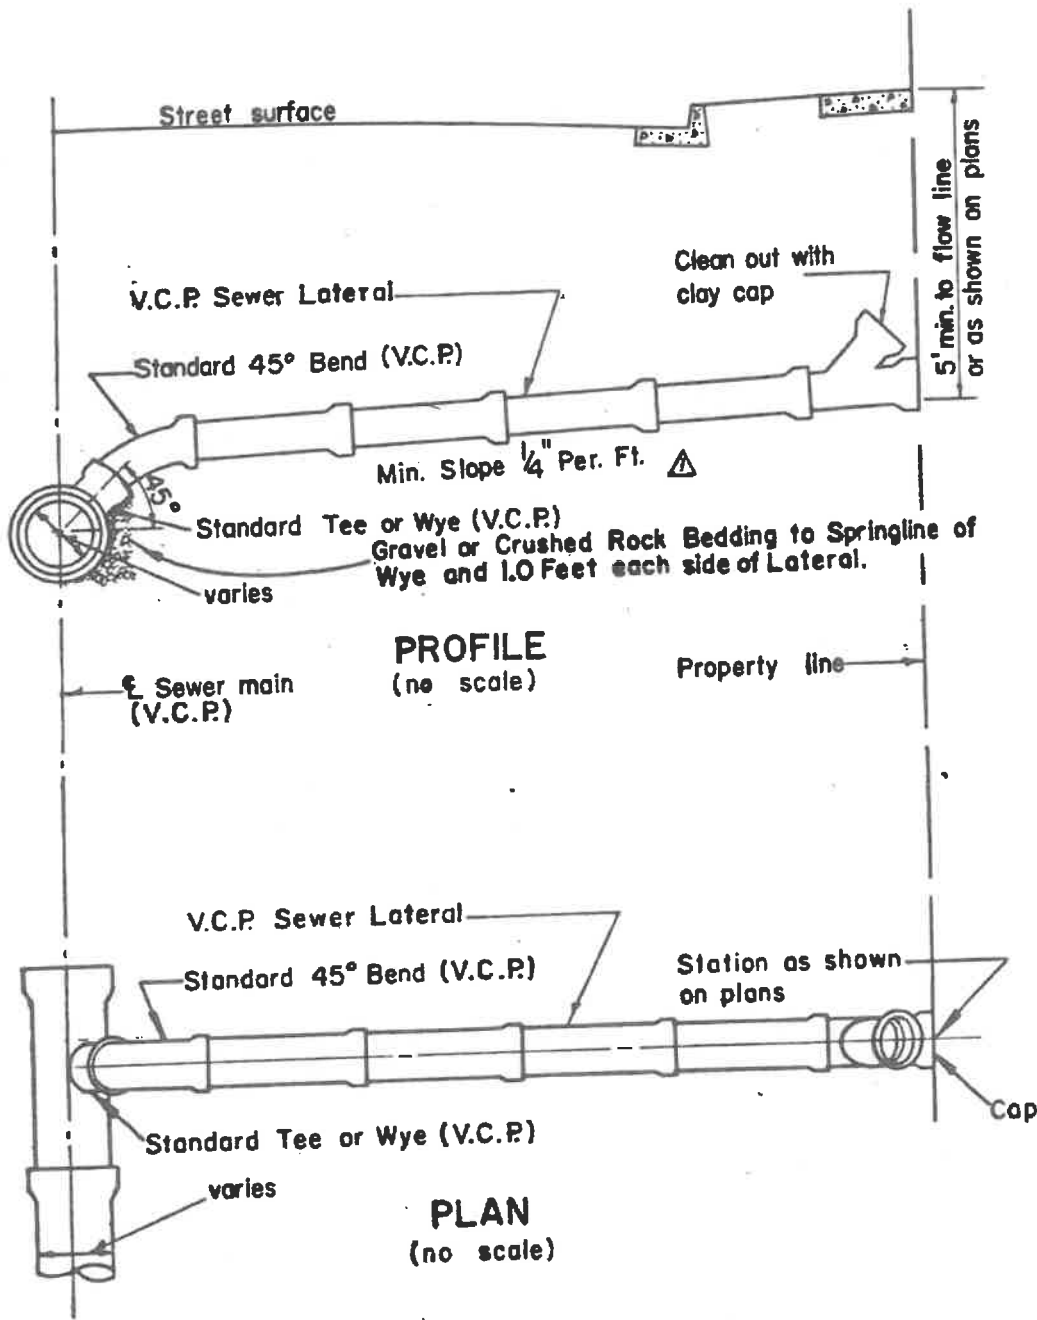 Street surface
5' min. to flow line
or as shown on plans
Clean out with
clay cap
V.C.P. Sewer Lateral
Standard 45° Bend (V.C.P.)
Min. Slope 1/4" Per. Ft. 1
45°
Standard Tee or Wye (V.C.P.)
Gravel or Crushed Rock Bedding to Springline of
Wye and 1.0 Feet each side of Lateral.
varies
PROFILE
(no scale)
Property line
℄ Sewer main
(V.C.P.)
V.C.P. Sewer Lateral
Standard 45° Bend (V.C.P.)
Station as shown
on plans
Cap
Standard Tee or Wye (V.C.P.)
varies
PLAN
(no scale)